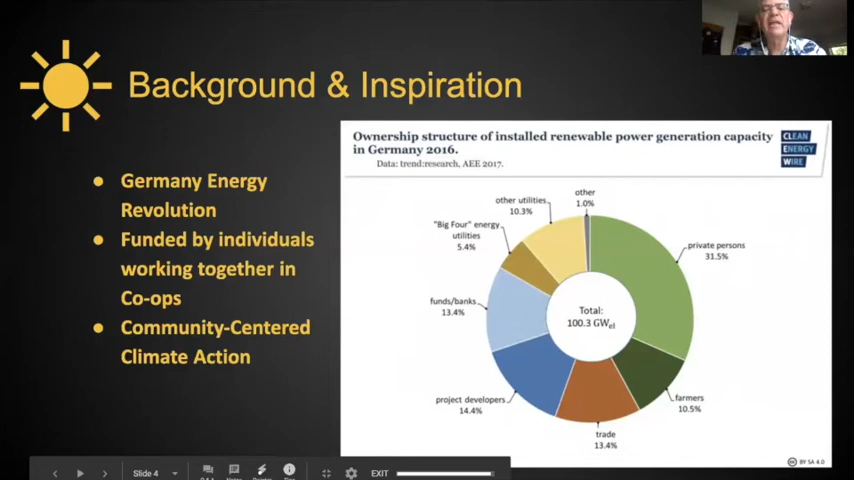 Background & Inspiration
● Germany Energy
Revolution
● Funded by individuals
working together in
Co-ops
● Community-Centered
Climate Action
Ownership structure of installed renewable power generation capacity
in Germany 2016.
Data: trend:research, AEE 2017.
CLEAN
ENERGY
WIRE
other
1.0%
other utilities
10.3%
"Big Four" energy
utilities
5.4%
private persons
31.5%
funds/banks
13.4%
Total:
100.3 GWel
project developers
14.4%
farmers
10.5%
trade
13.4%
BY SA 4.0
Slide 4
EXIT